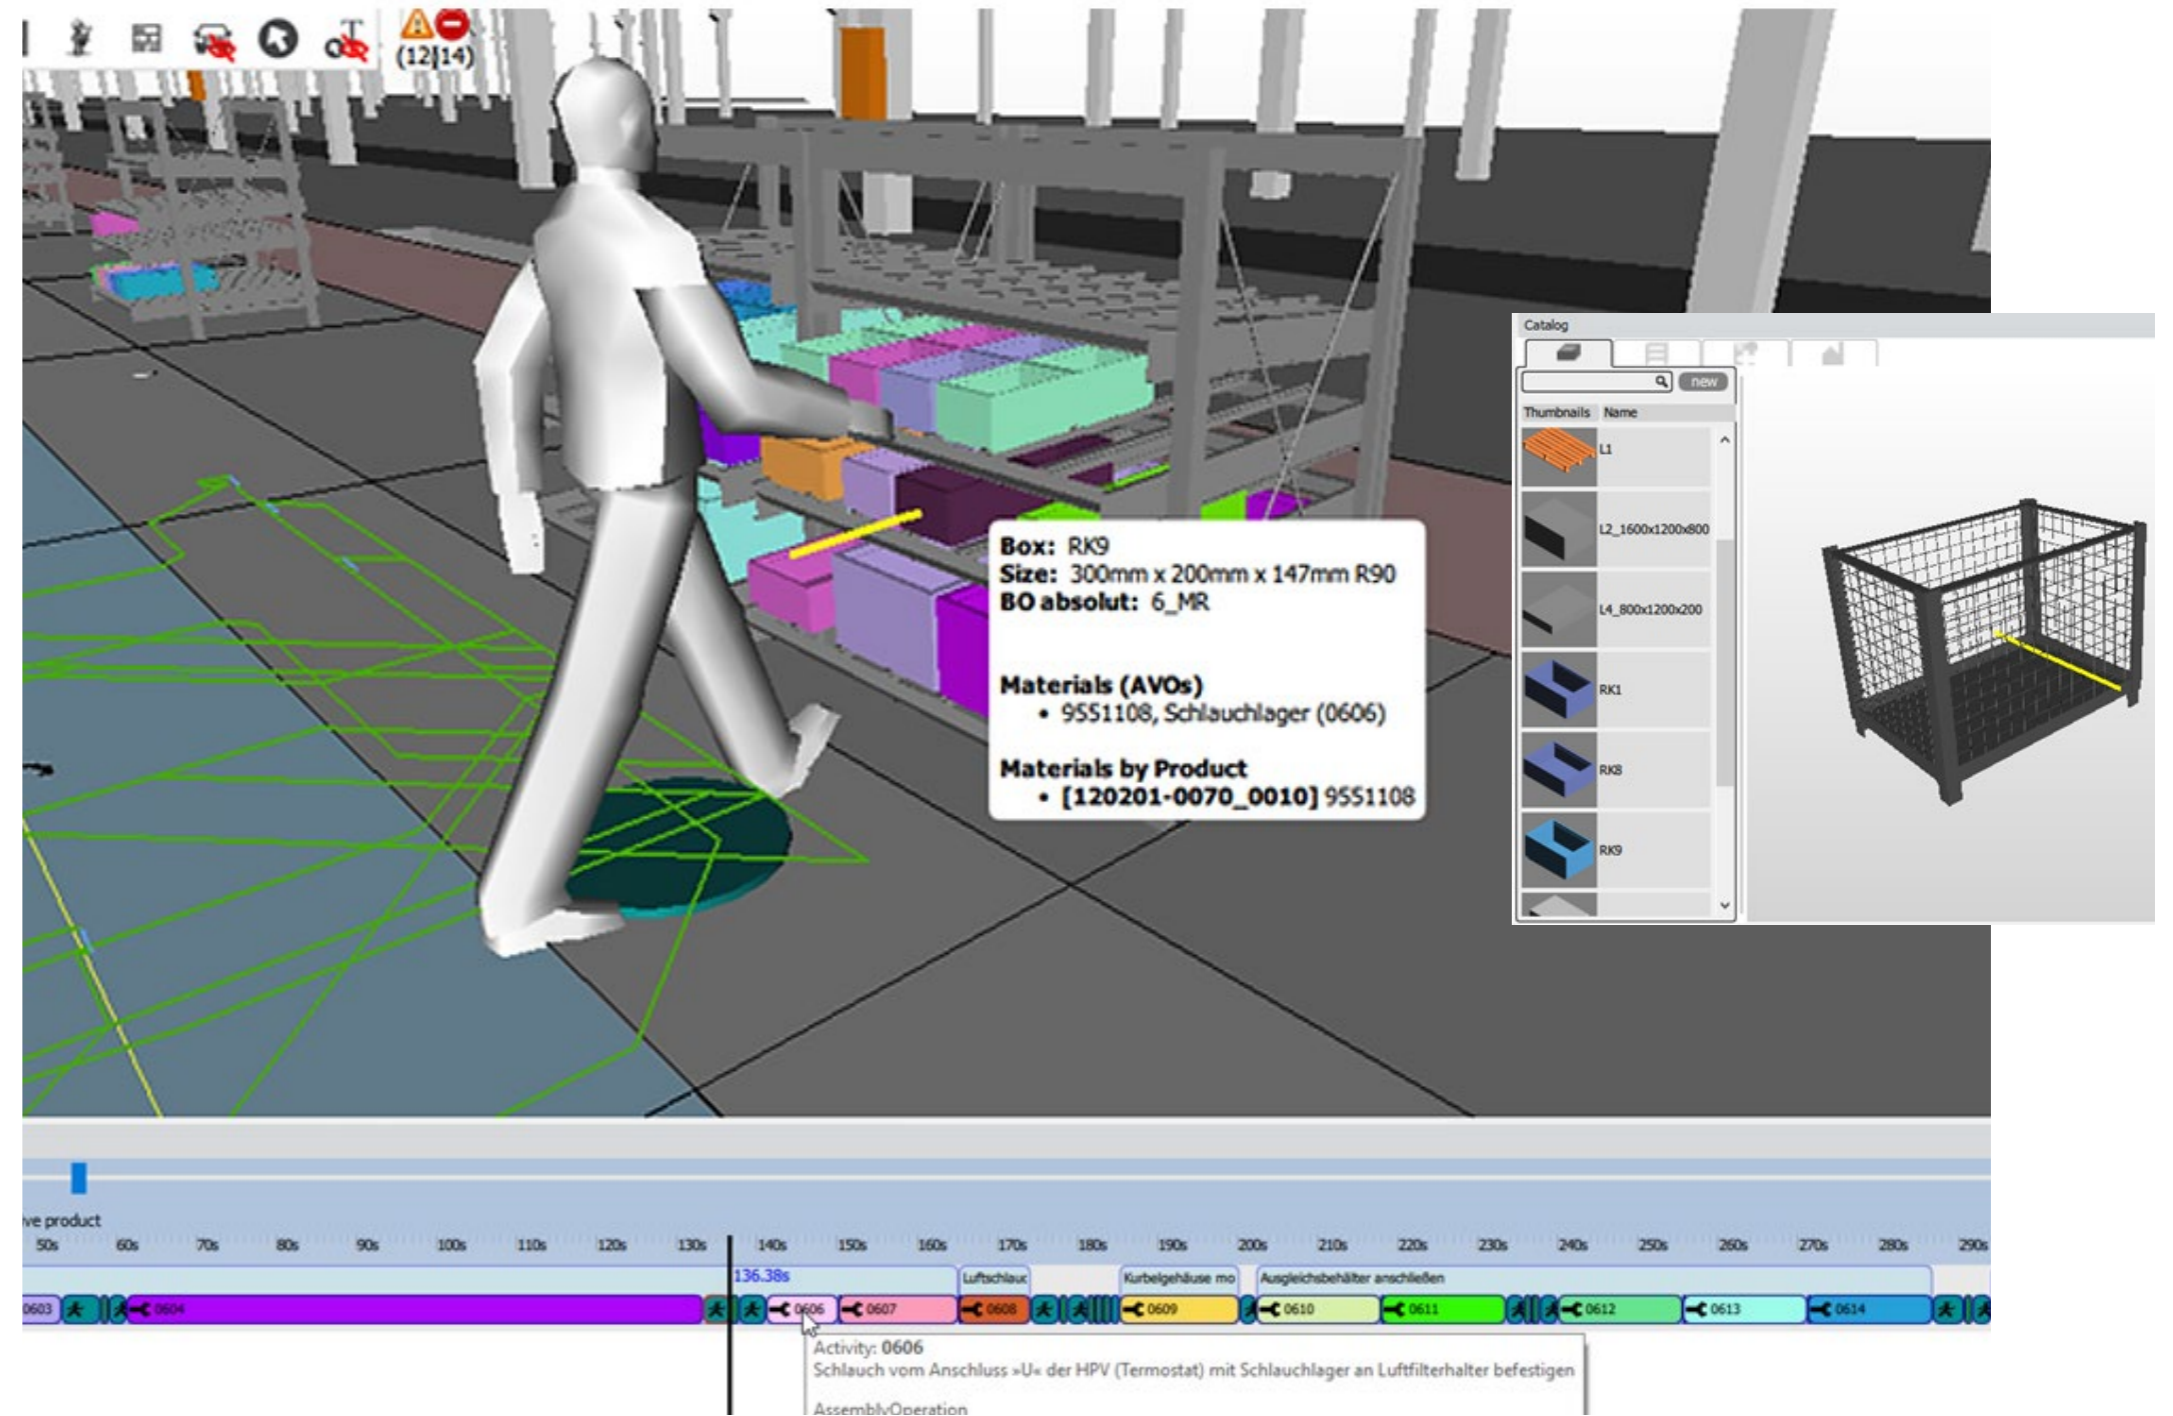 (12|14)
Box: RK9
Size: 300mm x 200mm x 147mm R90
BO absolut: 6_MR
Materials (AVOs)
• 9551108, Schlauchlager (0606)
Materials by Product
• [120201-0070_0010] 9551108
Catalog
new
Thumbnails Name
L1
L2_1600x1200x800
L4_800x1200x200
RK1
RK8
RK9
ve product
50s 60s 70s 80s 90s 100s 110s 120s 130s 140s 150s 160s 170s 180s 190s 200s 210s 220s 230s 240s 250s 260s 270s 280s 290s
136.38s Luftschlauc Kurbelgehäuse mo Ausgleichsbehälter anschließen
0603 0604 0606 0607 0608 0609 0610 0611 0612 0613 0614
Activity: 0606
Schlauch vom Anschluss »U« der HPV (Termostat) mit Schlauchlager an Luftfilterhalter befestigen
AssemblyOperation